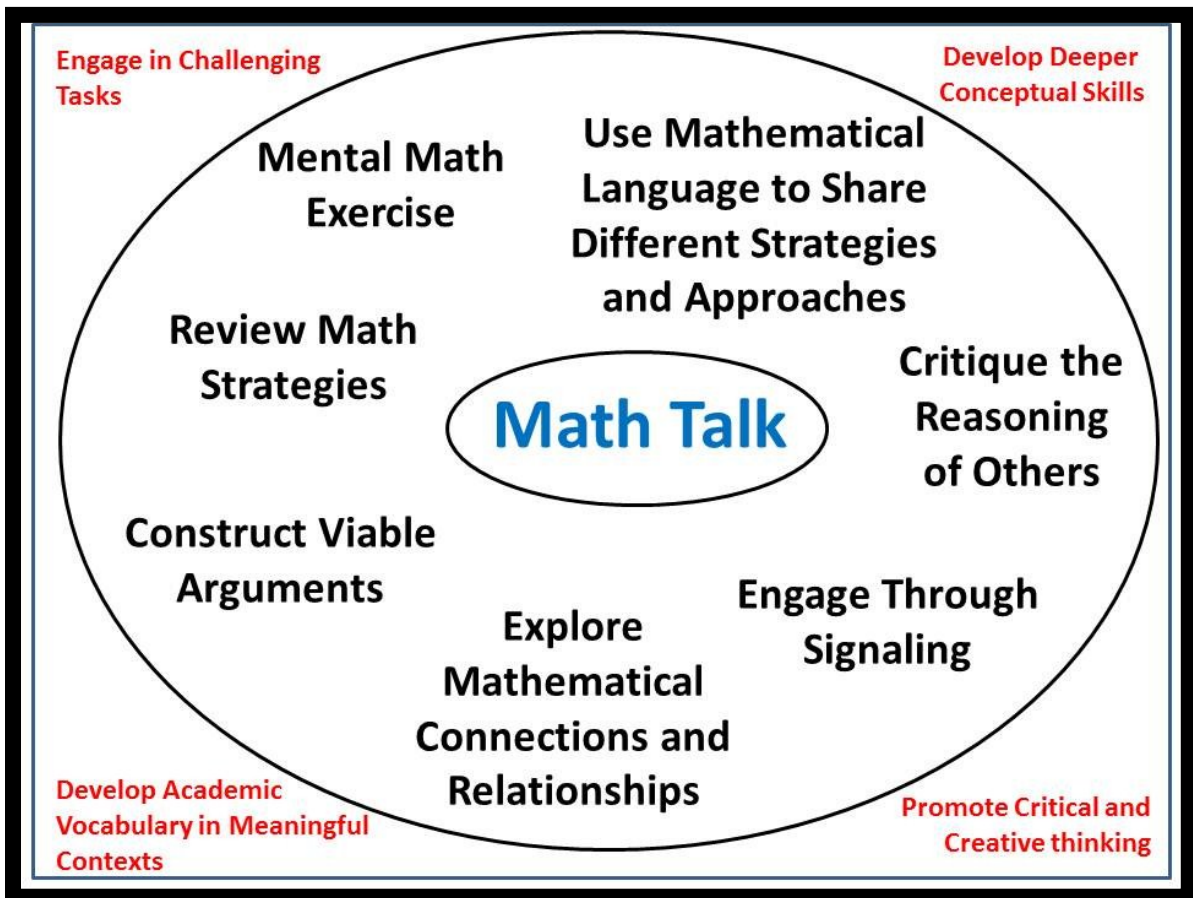 Engage in Challenging
Tasks
Develop Deeper
Conceptual Skills
Mental Math
Exercise
Use Mathematical
Language to Share
Different Strategies
and Approaches
Review Math
Strategies
Math Talk
Critique the
Reasoning
of Others
Construct Viable
Arguments
Explore
Mathematical
Connections and
Relationships
Engage Through
Signaling
Develop Academic
Vocabulary in Meaningful
Contexts
Promote Critical and
Creative thinking